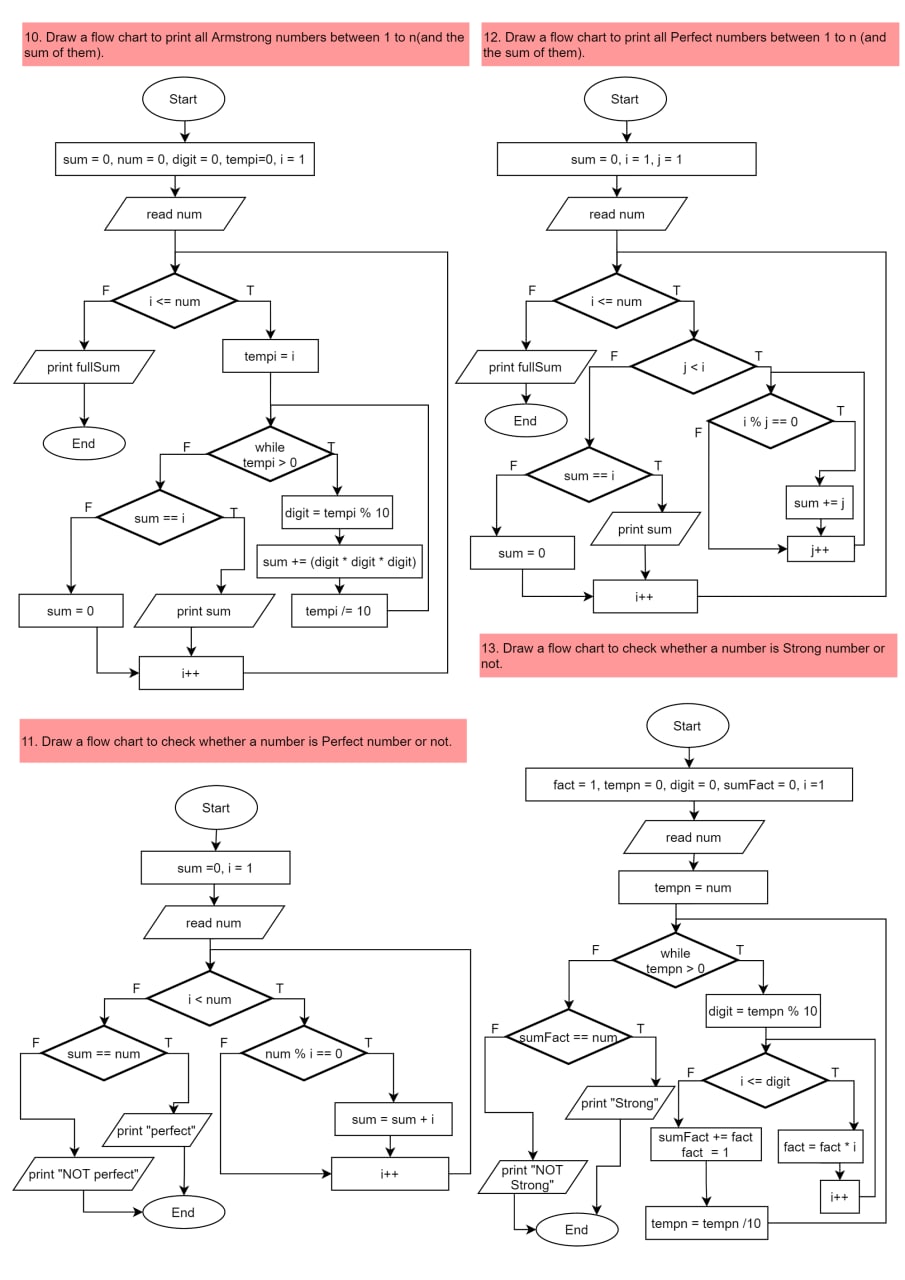 10. Draw a flow chart to print all Armstrong numbers between 1 to n(and the
sum of them).
Start
sum = 0, num = 0, digit = 0, tempi=0, i = 1
read num
i <= num
F
T
print fullSum
End
tempi = i
while
tempi > 0
F
T
sum == i
F
T
digit = tempi % 10
sum += (digit * digit * digit)
tempi /= 10
sum = 0
print sum
i++
12. Draw a flow chart to print all Perfect numbers between 1 to n (and
the sum of them).
Start
sum = 0, i = 1, j = 1
read num
i <= num
F
T
print fullSum
End
j < i
F
T
i % j == 0
F
T
sum += j
j++
sum == i
F
T
sum = 0
print sum
i++
11. Draw a flow chart to check whether a number is Perfect number or not.
Start
sum =0, i = 1
read num
i < num
F
T
sum == num
F
T
num % i == 0
F
T
sum = sum + i
i++
print "perfect"
print "NOT perfect"
End
13. Draw a flow chart to check whether a number is Strong number or
not.
Start
fact = 1, tempn = 0, digit = 0, sumFact = 0, i =1
read num
tempn = num
while
tempn > 0
F
T
digit = tempn % 10
sumFact == num
F
T
i <= digit
F
T
print "Strong"
sumFact += fact
fact = 1
fact = fact * i
i++
print "NOT
Strong"
tempn = tempn /10
End